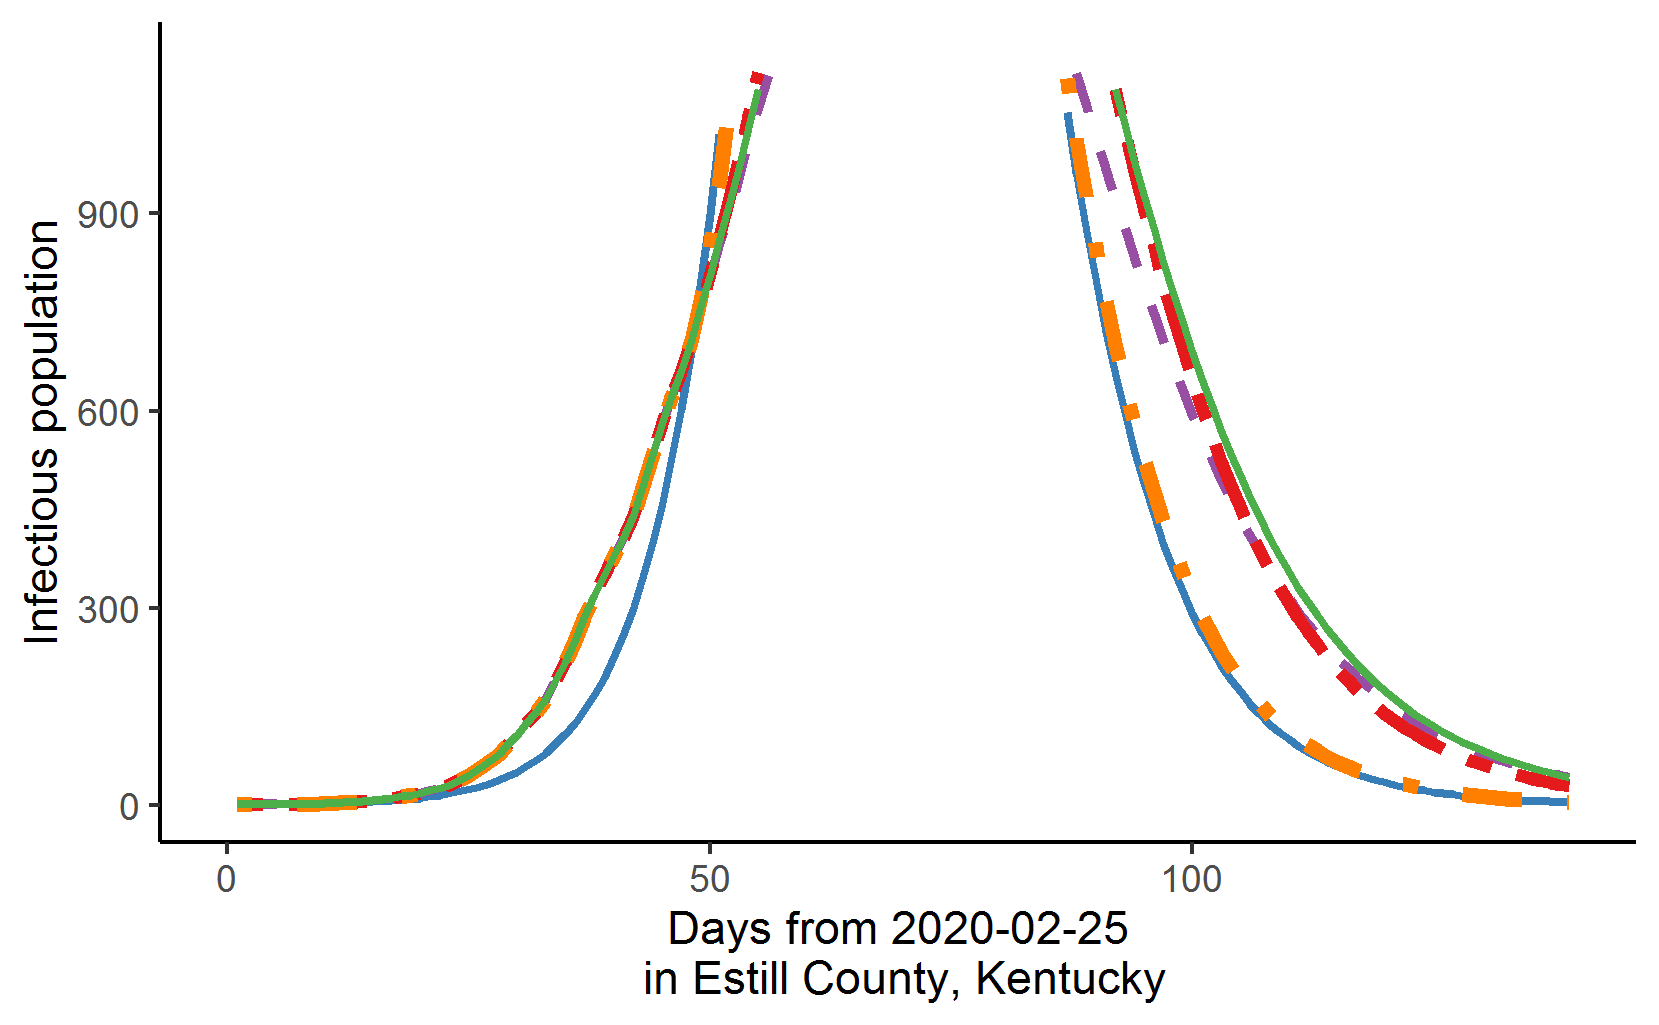 Infectious population
900
600
300
0
0 50 100
Days from 2020-02-25
in Estill County, Kentucky